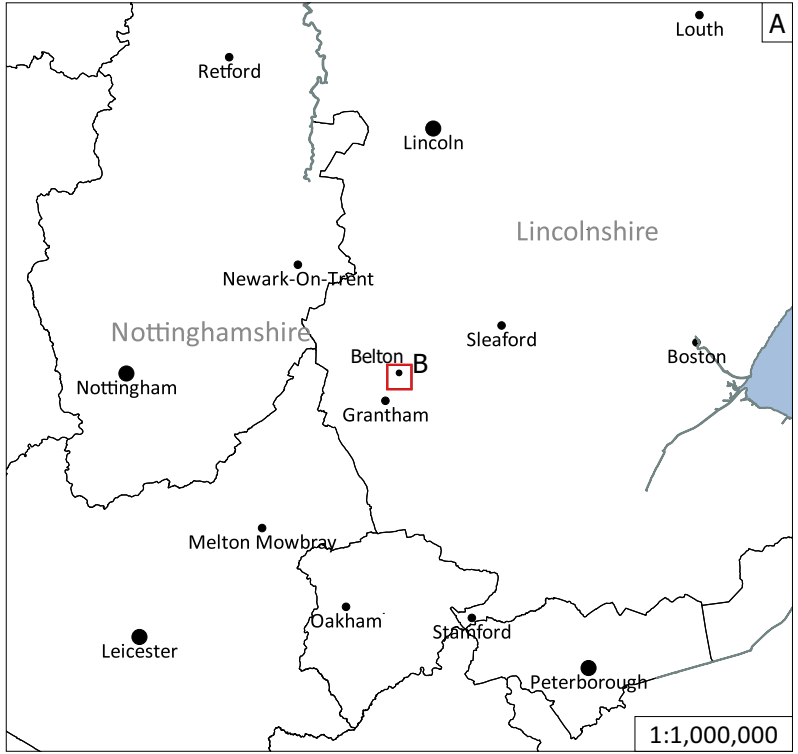 Louth
A
Retford
Lincoln
Lincolnshire
Newark-On-Trent
Nottinghamshire
Sleaford
Belton
B
Boston
Nottingham
Grantham
Melton Mowbray
Oakham
Stamford
Leicester
Peterborough
1:1,000,000